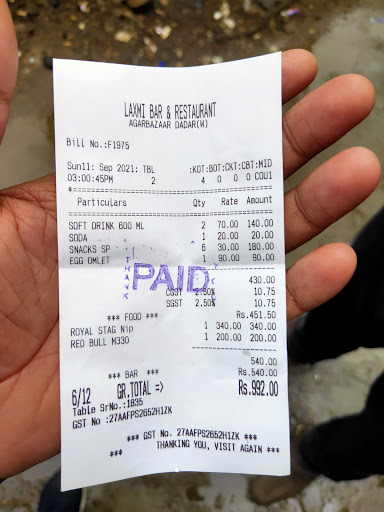 LAXMI BAR & RESTAURANT
AGARBAZAAR DADAR(W)
Bill No.:F1975
Sun11: Sep 2021: TBL :KOT:BOT:CKT:CBT:MID
03:00:45PM 2 4 0 0 0 COU1
Particulars Qty Rate Amount
SOFT DRINK 600 ML 2 70.00 140.00
SODA 1 20.00 20.00
SNACKS SP 6 30.00 180.00
EGG OMLET 1 90.00 90.00
THANK
PAID
430.00
CGST 2.50% 10.75
SGST 2.50% 10.75
*** FOOD *** Rs.451.50
ROYAL STAG Nip 1 340.00 340.00
RED BULL M330 1 200.00 200.00
540.00
*** BAR *** Rs.540.00
6/12 GR.TOTAL => Rs.992.00
Table SrNo.:1835
GST No :27AAFPS2652H1ZK
*** GST No. 27AAFPS2652H1ZK ***
*** THANKING YOU, VISIT AGAIN ***